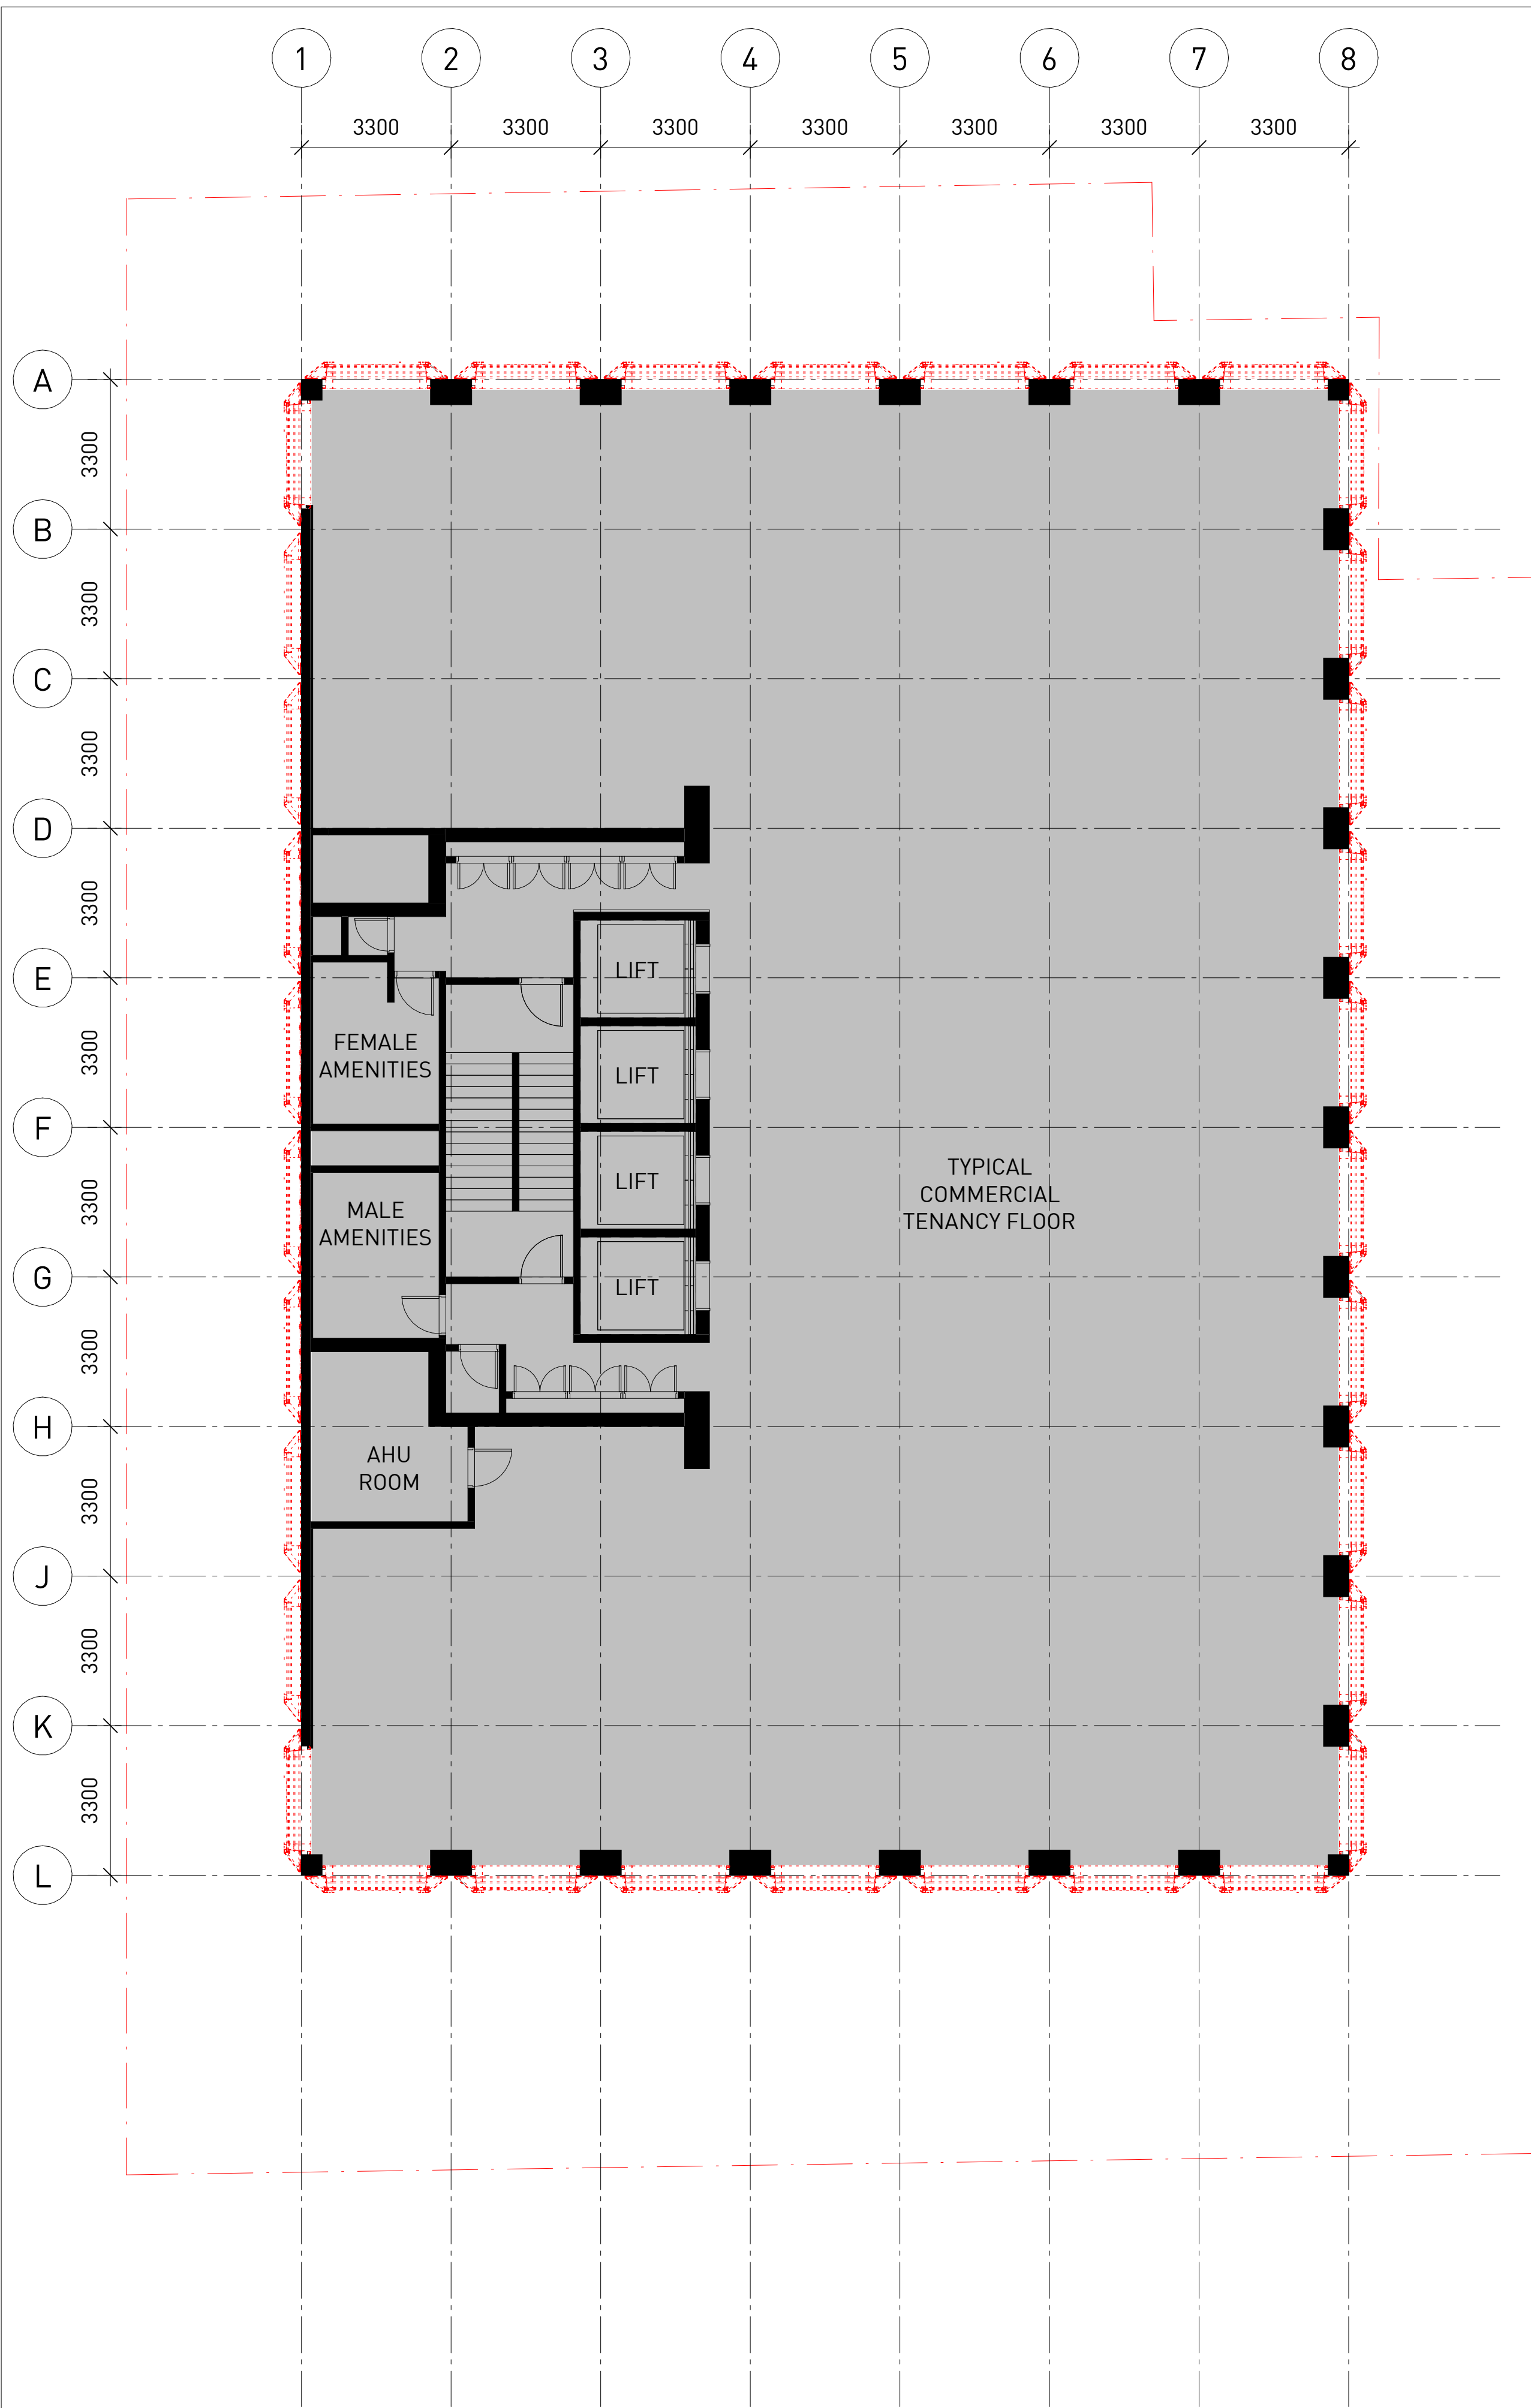 1 2 3 4 5 6 7 8
3300 3300 3300 3300 3300 3300 3300
A
3300
B
3300
C
3300
D
3300
E
3300
F
3300
G
3300
H
3300
J
3300
K
3300
L
LIFT
LIFT
LIFT
LIFT
FEMALE
AMENITIES
MALE
AMENITIES
AHU
ROOM
TYPICAL
COMMERCIAL
TENANCY FLOOR